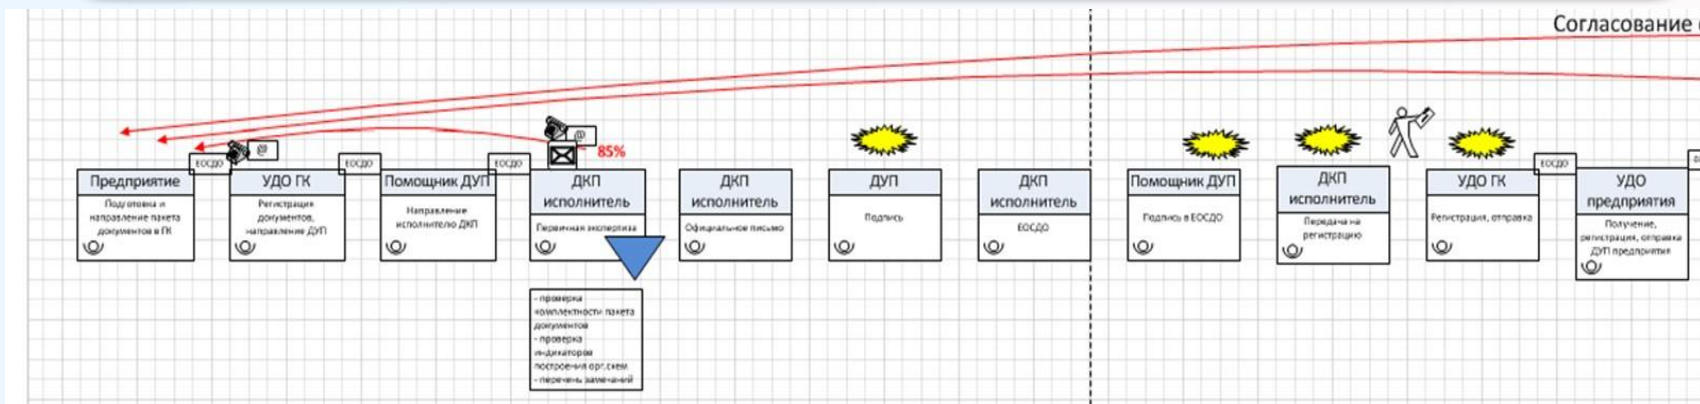 Согласование
@
@
85%
ЕОСДО
ЕОСДО
ЕОСДО
ЕОСДО
Предприятие
Подготовка и
направление пакета
документов в ГК
УДО ГК
Регистрация
документов,
направление ДУП
Помощник ДУП
Направление
исполнителю ДКП
ДКП
исполнитель
Первичная экспертиза
- проверка
комплектности пакета
документов
- проверка
индикаторов
построения орг.схем
- перечень замечаний
ДКП
исполнитель
Официальное письмо
ДУП
Подпись
ДКП
исполнитель
ЕОСДО
Помощник ДУП
Подпись в ЕОСДО
ДКП
исполнитель
Передача на
регистрацию
УДО ГК
Регистрация, отправка
УДО
предприятия
Получение,
регистрация, отправка
ДУП предприятия